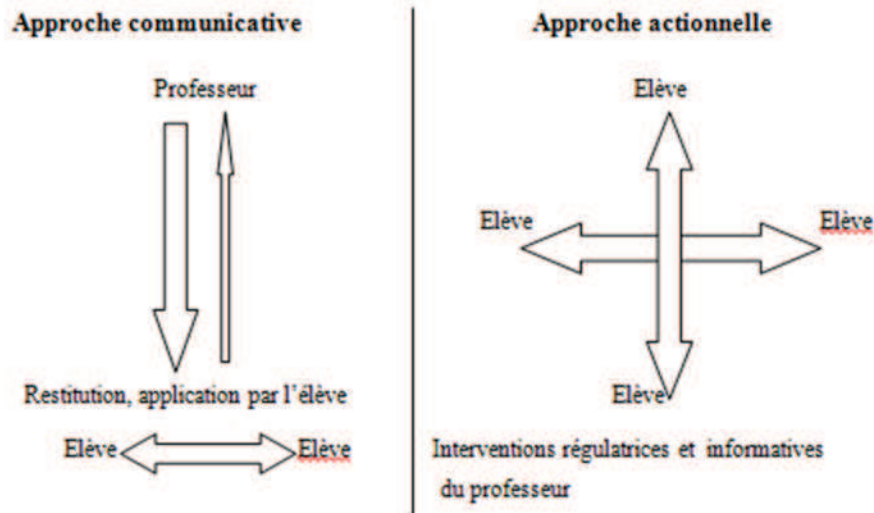 Approche communicative
Professeur
Restitution, application par l'élève
Elève Elève
Approche actionnelle
Elève
Elève Elève
Elève
Interventions régulatrices et informatives
du professeur